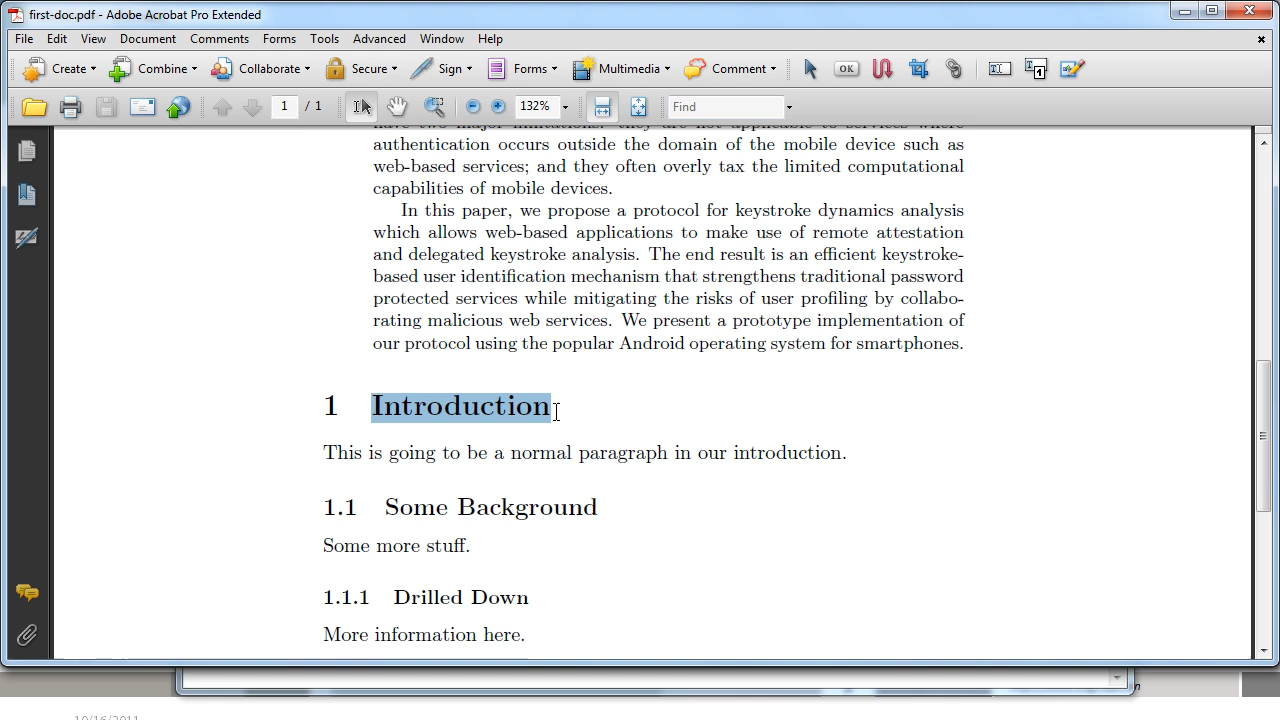 first-doc.pdf - Adobe Acrobat Pro Extended
File Edit View Document Comments Forms Tools Advanced Window Help
Create Combine Collaborate Secure Sign Forms Multimedia Comment OK
1 / 1 132% Find
have two major limitations: they are not applicable to services where
authentication occurs outside the domain of the mobile device such as
web-based services; and they often overly tax the limited computational
capabilities of mobile devices.
In this paper, we propose a protocol for keystroke dynamics analysis
which allows web-based applications to make use of remote attestation
and delegated keystroke analysis. The end result is an efficient keystroke-
based user identification mechanism that strengthens traditional password
protected services while mitigating the risks of user profiling by collabo-
rating malicious web services. We present a prototype implementation of
our protocol using the popular Android operating system for smartphones.
1 Introduction
This is going to be a normal paragraph in our introduction.
1.1 Some Background
Some more stuff.
1.1.1 Drilled Down
More information here.
10/16/2011